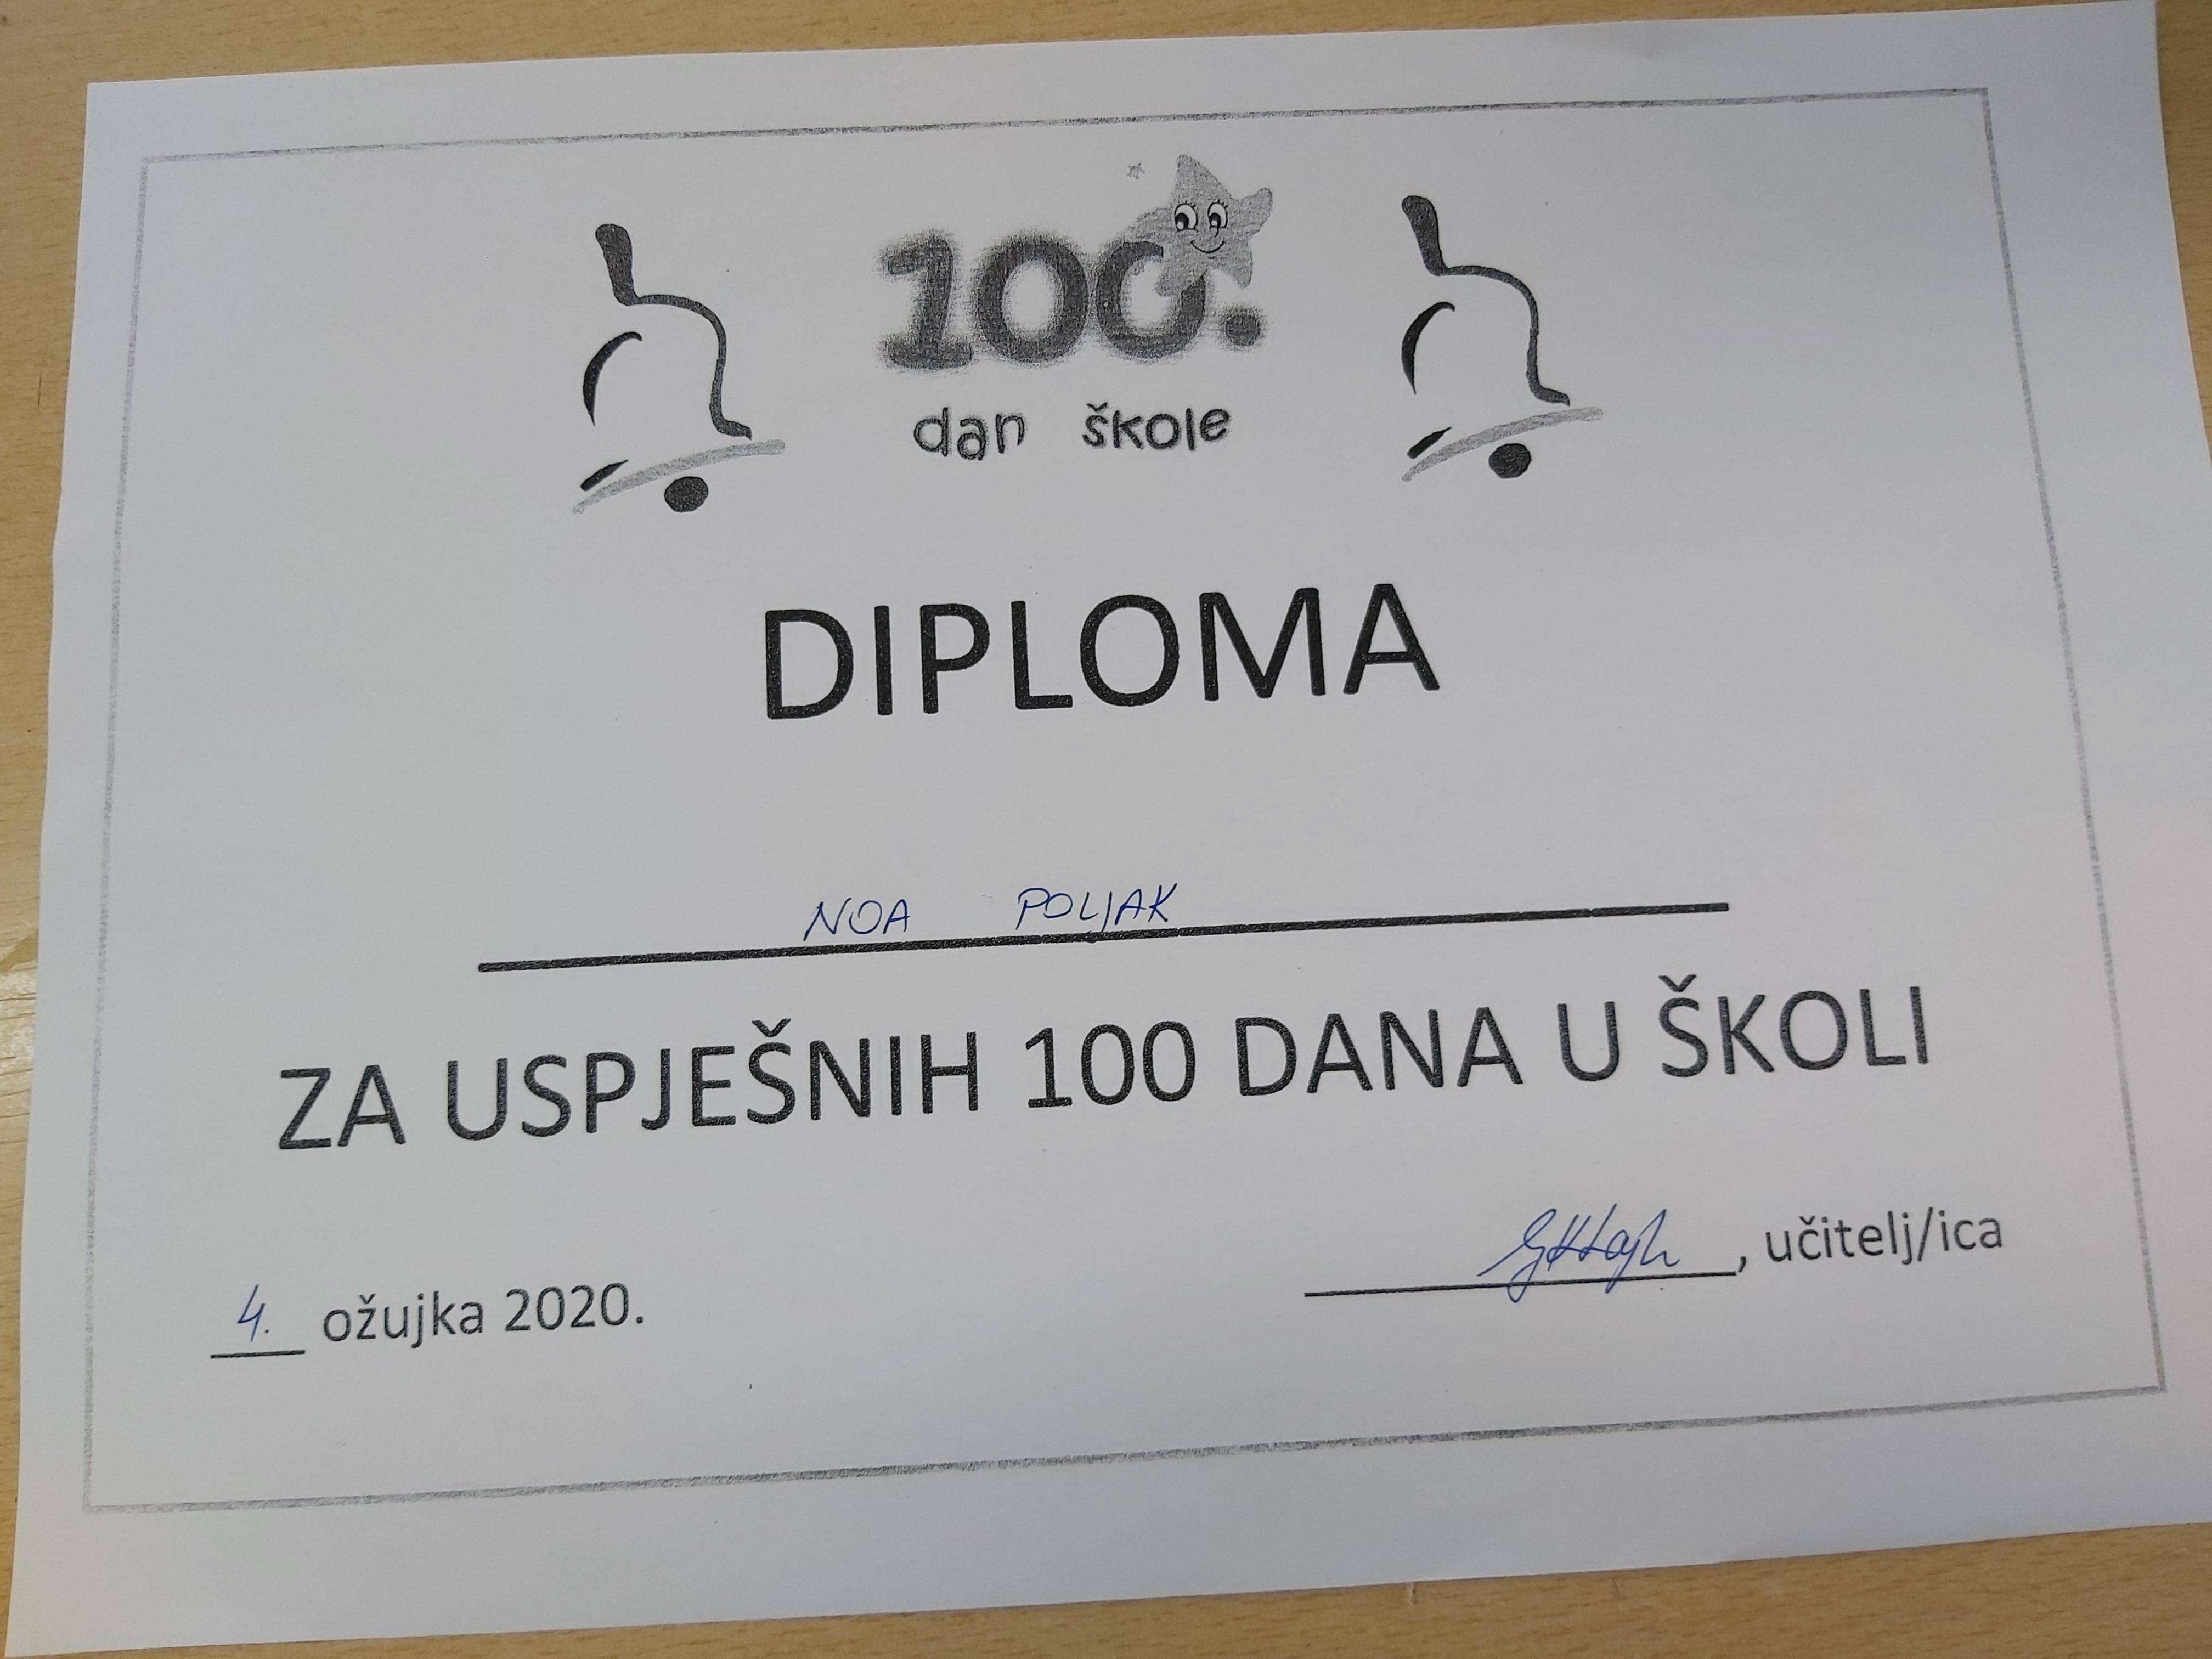 100.
dan škole
DIPLOMA
NOA POLJAK
ZA USPJEŠNIH 100 DANA U ŠKOLI
, učitelj/ica
4. ožujka 2020.